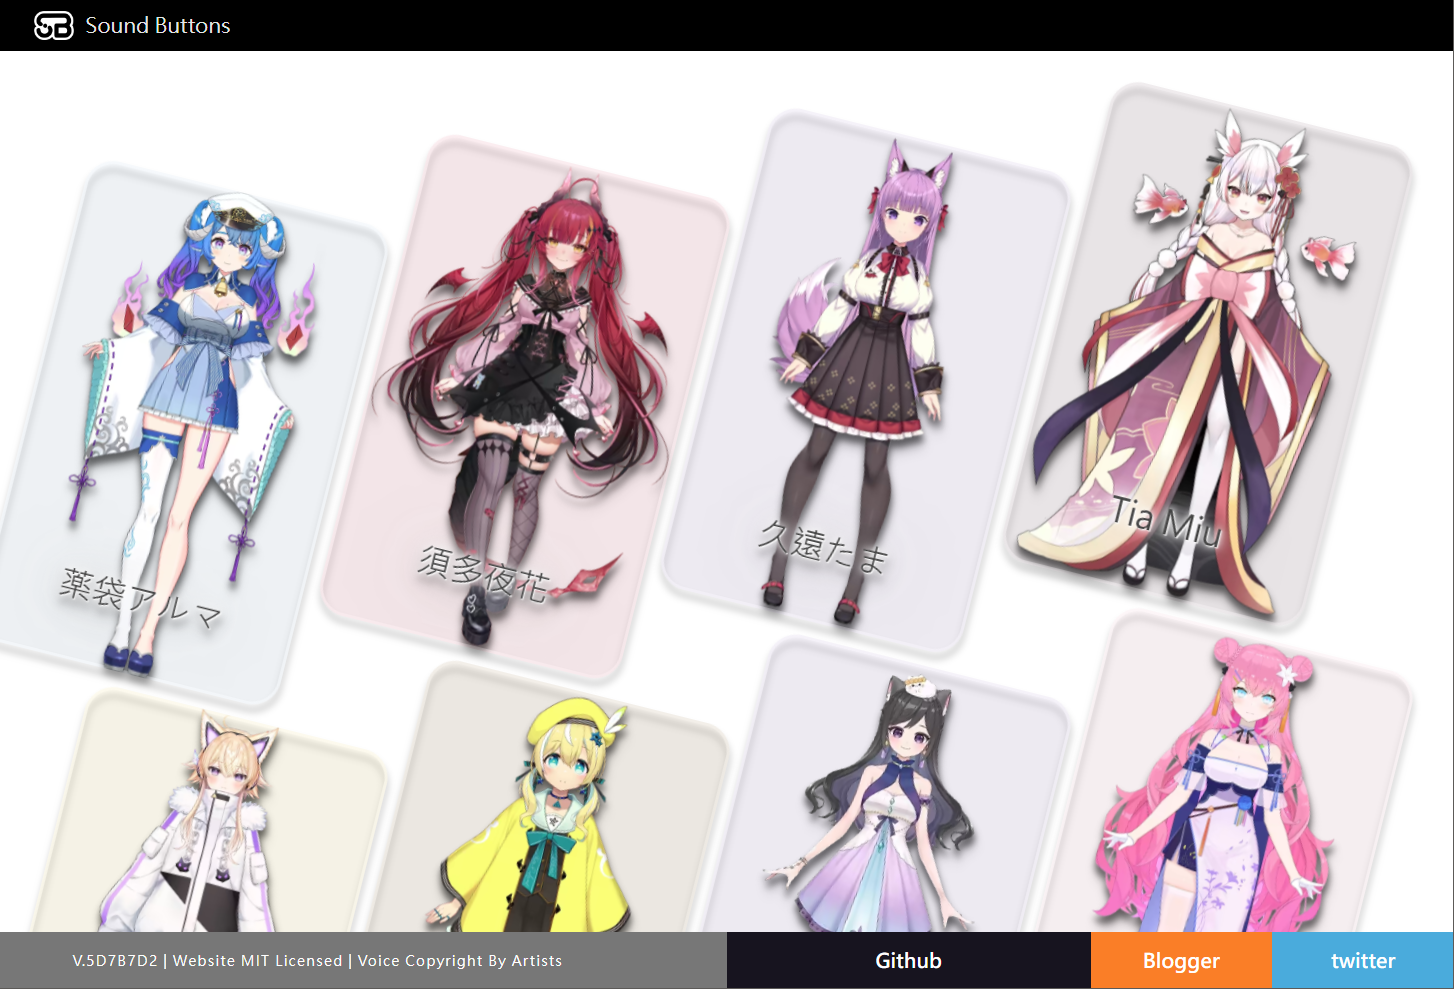 SB Sound Buttons
薬袋アルマ
須多夜花
久遠たま
Tia Miu
V.5D7B7D2 | Website MIT Licensed | Voice Copyright By Artists
Github
Blogger
twitter